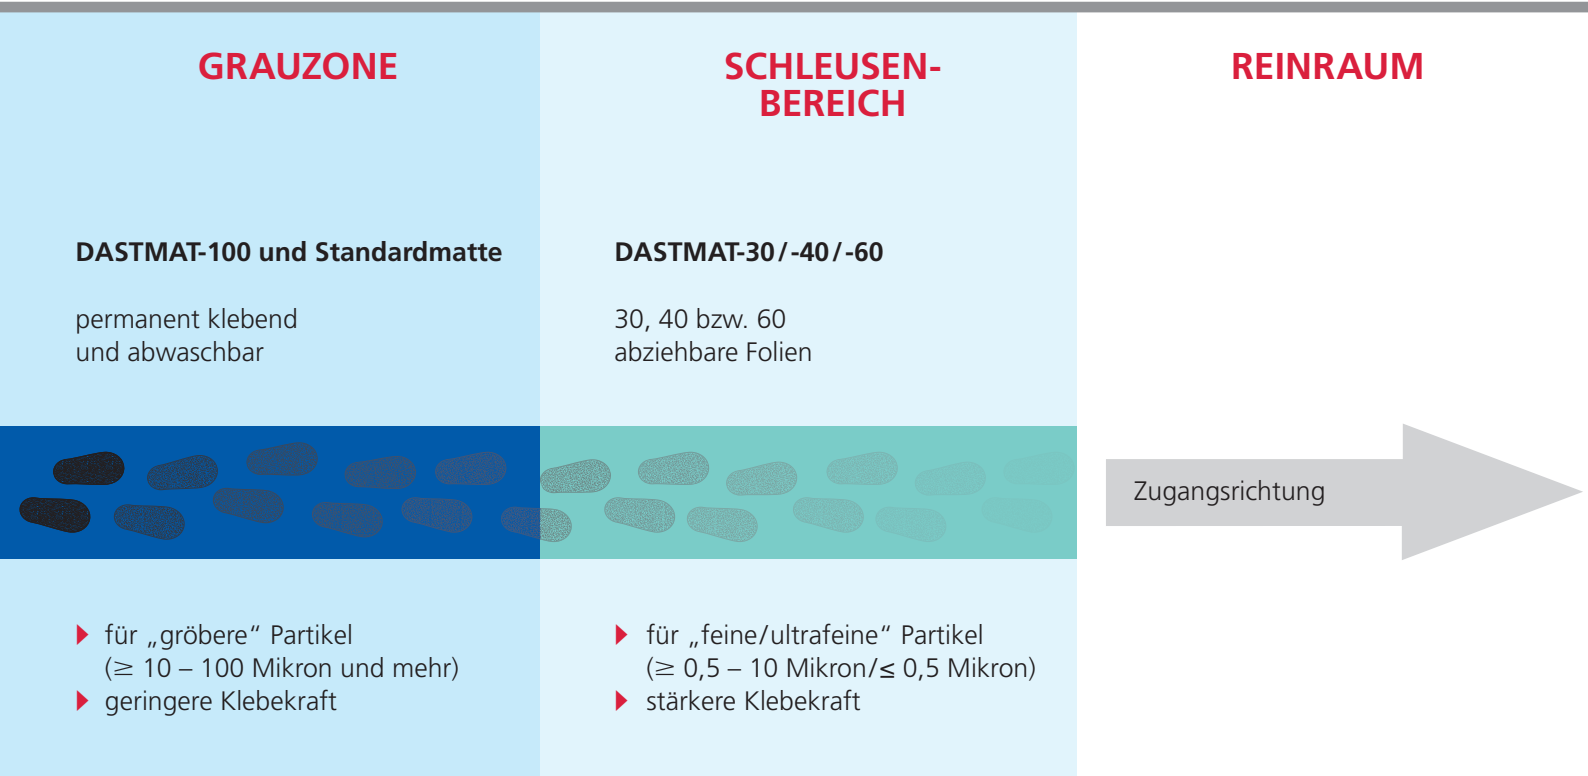 GRAUZONE
DASTMAT-100 und Standardmatte
permanent klebend
und abwaschbar
für „gröbere“ Partikel
(≥ 10 – 100 Mikron und mehr)
geringere Klebekraft
SCHLEUSEN-
BEREICH
DASTMAT-30/-40/-60
30, 40 bzw. 60
abziehbare Folien
für „feine/ultrafeine“ Partikel
(≥ 0,5 – 10 Mikron/≤ 0,5 Mikron)
stärkere Klebekraft
REINRAUM
Zugangsrichtung